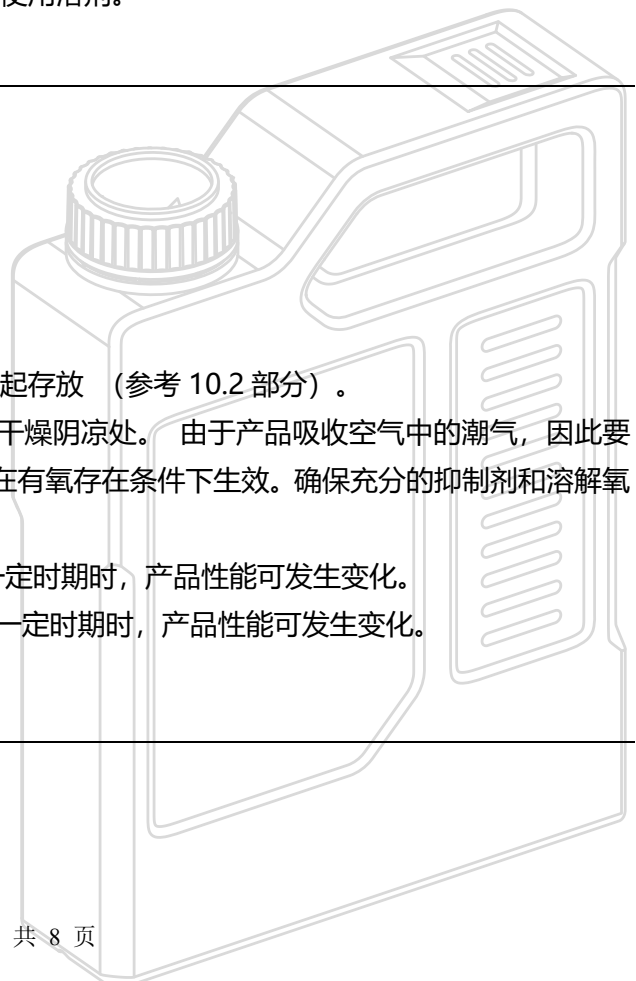 使用溶剂。
起存放 （参考 10.2 部分）。
干燥阴凉处。 由于产品吸收空气中的潮气，因此要
在有氧存在条件下生效。确保充分的抑制剂和溶解氧
一定时期时，产品性能可发生变化。
一定时期时，产品性能可发生变化。
共 8 页